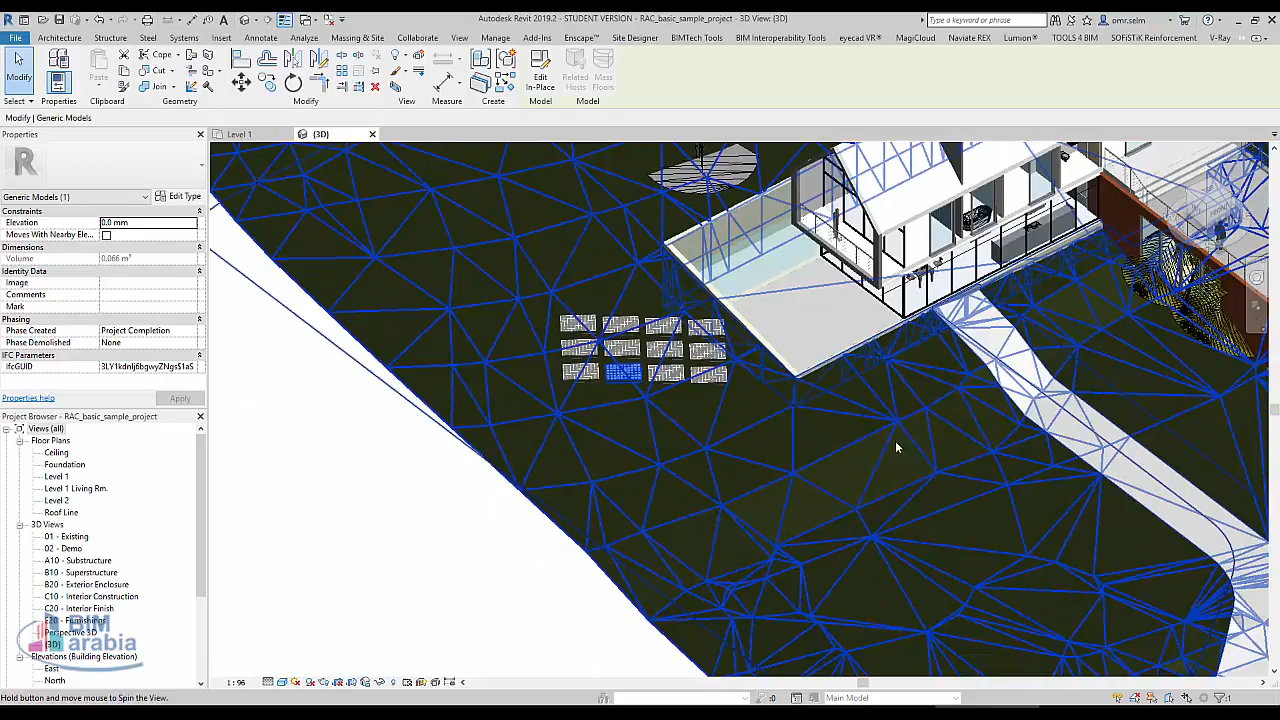 Autodesk Revit 2019.2 - STUDENT VERSION - RAC_basic_sample_project - 3D View: {3D}
Type a keyword or phrase
omr.selm
File Architecture Structure Steel Systems Insert Annotate Analyze Massing & Site Collaborate View Manage Add-Ins Enscape™ Site Designer BIMTech Tools BIM Interoperability Tools eyecad VR® MagiCloud Naviate REX Lumion® TOOLS 4 BIM SOFiSTiK Reinforcement V-Ray
Modify
Paste
Cope
Cut
Join
Edit In-Place
Related Hosts
Mass Floors
Select Properties Clipboard Geometry Modify View Measure Create Model Model
Modify | Generic Models
Properties
Level 1
{3D}
Generic Models (1)
Edit Type
Constraints
Elevation 0.0 mm
Moves With Nearby Ele...
Dimensions
Volume 0.066 m³
Identity Data
Image
Comments
Mark
Phasing
Phase Created Project Completion
Phase Demolished None
IFC Parameters
Properties help
Apply
Project Browser - RAC_basic_sample_project
Views (all)
Floor Plans
Ceiling
Foundation
Level 1
Level 1 Living Rm.
Level 2
Roof Line
3D Views
01 - Existing
02 - Demo
A10 - Substructure
B10 - Superstructure
B20 - Exterior Enclosure
C10 - Interior Construction
C20 - Interior Finish
E20 - Furnishings
Perspective 3D
{3D}
Elevations (Building Elevation)
East
North
BIM arabia
1 : 96
Hold button and move mouse to Spin the View.
:0
Main Model
:1